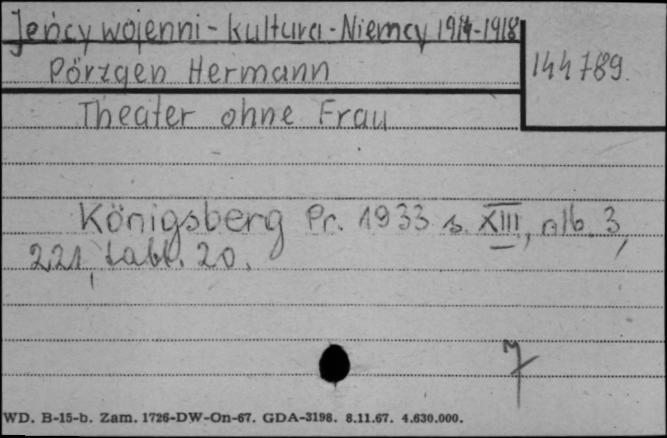 Jeńcy wojenni - kultura - Niemcy 1914-1918
Pörzgen Hermann
144789.
Theater ohne Frau
Königsberg Pr. 1933 s. XIII, nlb. 3,
221, tabl. 20.
7
WD. B-15-b. Zam. 1726-DW-On-67. GDA-3198. 8.11.67. 4.630.000.